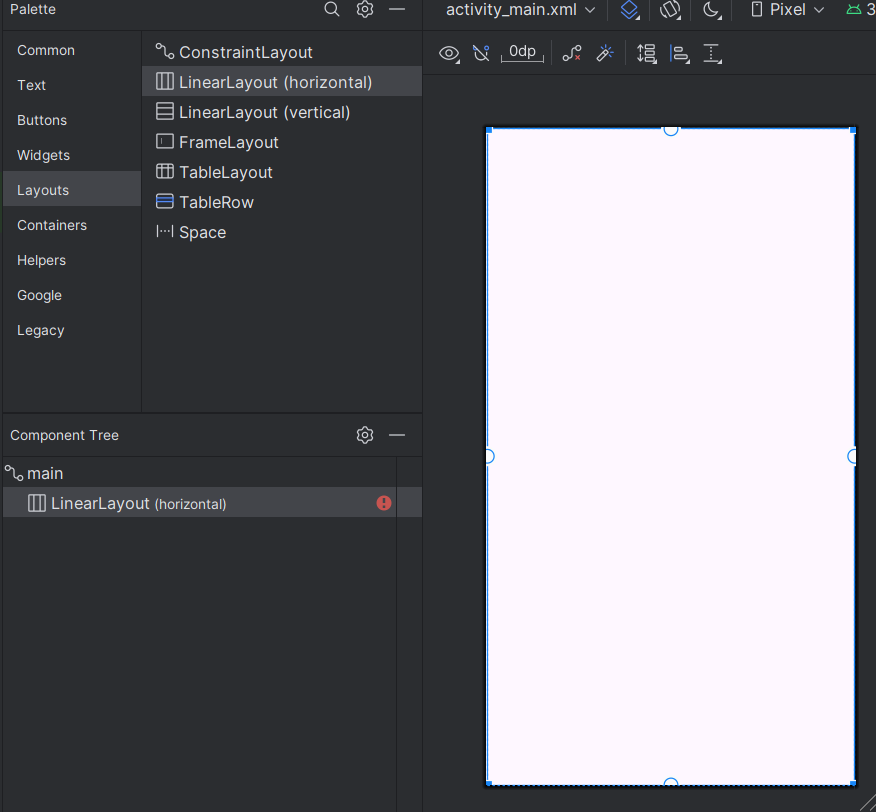 Palette
activity_main.xml
Pixel
3
Common
Text
Buttons
Widgets
Layouts
Containers
Helpers
Google
Legacy
ConstraintLayout
LinearLayout (horizontal)
LinearLayout (vertical)
FrameLayout
TableLayout
TableRow
Space
0dp
Component Tree
main
LinearLayout (horizontal)